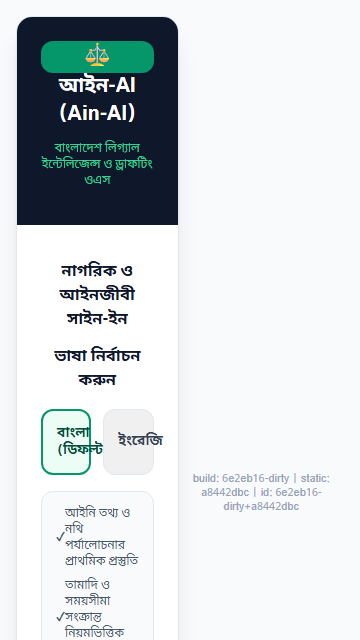 আইন-AI
(Ain-AI)
বাংলাদেশ লিগ্যাল
ইন্টেলিজেন্স ও ড্রাফটিং
ওএস
নাগরিক ও
আইনজীবী
সাইন-ইন
ভাষা নির্বাচন
করুন
বাংলা
(ডিফল্ট
ইংরেজি
✓ আইনি তথ্য ও
নথি
পর্যালোচনার
প্রাথমিক প্রস্তুতি
✓ তামাদি ও
সময়সীমা
সংক্রান্ত
নিয়মভিত্তিক
build: 6e2eb16-dirty | static:
a8442dbc | id: 6e2eb16-
dirty+a8442dbc